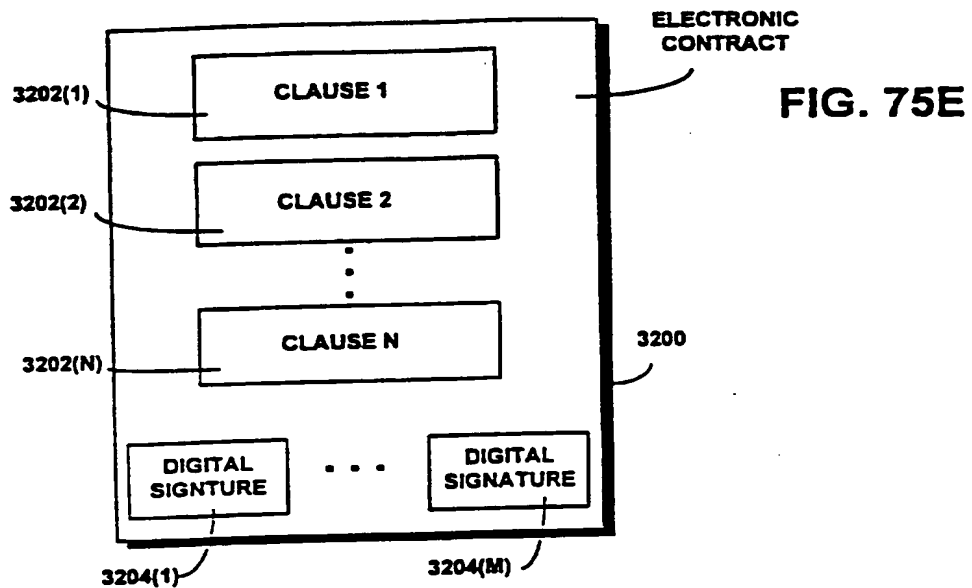 ELECTRONIC
CONTRACT
FIG. 75E
3202(1)
CLAUSE 1
3202(2)
CLAUSE 2
3202(N)
CLAUSE N
3200
DIGITAL
SIGNTURE
DIGITAL
SIGNATURE
3204(1)
3204(M)